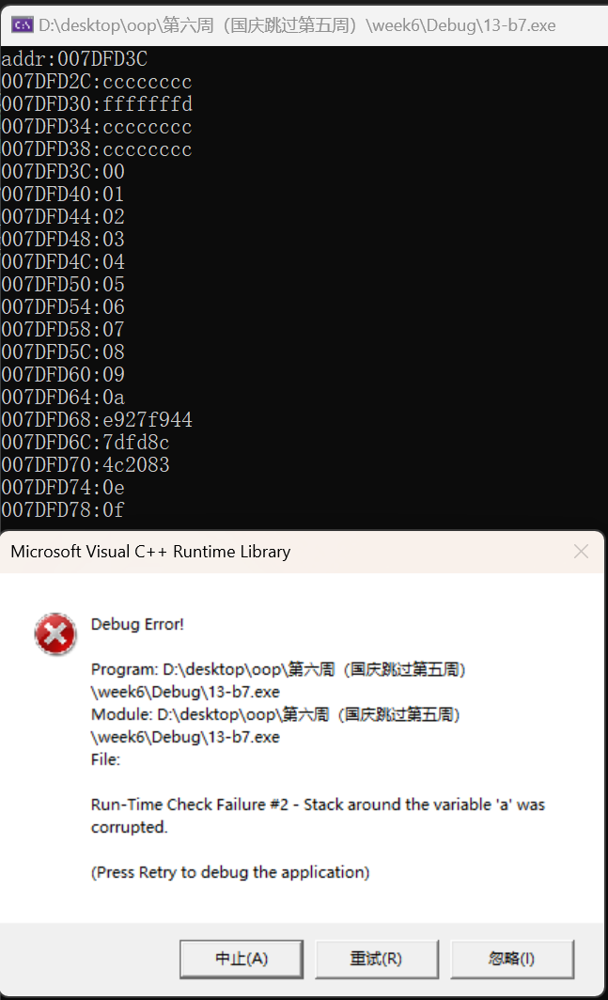 D:\desktop\oop\第六周（国庆跳过第五周）\week6\Debug\13-b7.exe
addr:007DFD3C
007DFD2C:cccccccc
007DFD30:fffffffd
007DFD34:cccccccc
007DFD38:cccccccc
007DFD3C:00
007DFD40:01
007DFD44:02
007DFD48:03
007DFD4C:04
007DFD50:05
007DFD54:06
007DFD58:07
007DFD5C:08
007DFD60:09
007DFD64:0a
007DFD68:e927f944
007DFD6C:7dfd8c
007DFD70:4c2083
007DFD74:0e
007DFD78:0f
Microsoft Visual C++ Runtime Library
Debug Error!
Program: D:\desktop\oop\第六周（国庆跳过第五周）
\week6\Debug\13-b7.exe
Module: D:\desktop\oop\第六周（国庆跳过第五周）
\week6\Debug\13-b7.exe
File:
Run-Time Check Failure #2 - Stack around the variable 'a' was
corrupted.
(Press Retry to debug the application)
中止(A) 重试(R) 忽略(I)